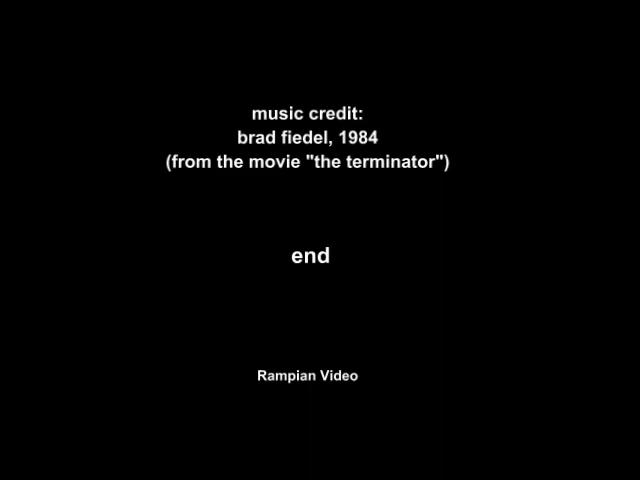 music credit:
brad fiedel, 1984
(from the movie "the terminator")
end
Rampian Video